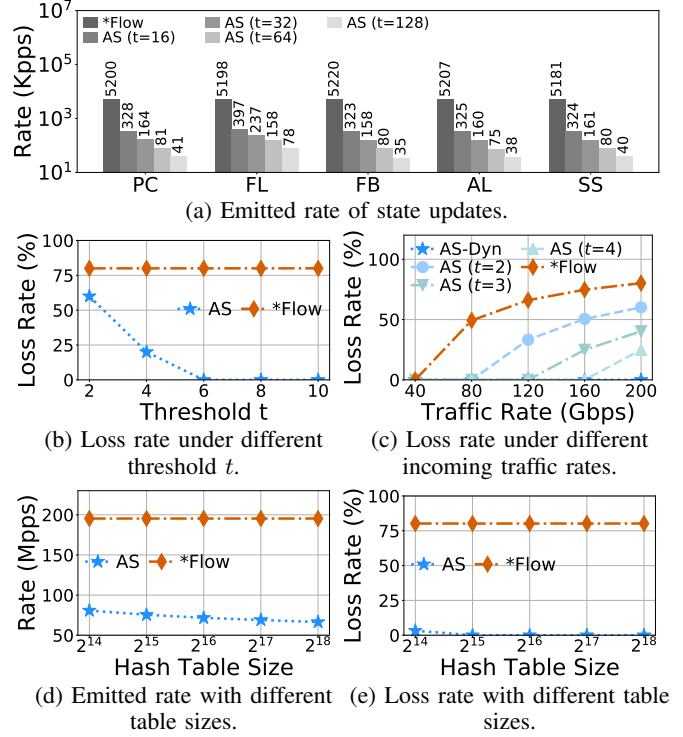 Rate (Kpps)
10^7
10^5
10^3
10^1
*Flow
AS (t=16)
AS (t=32)
AS (t=64)
AS (t=128)
5200
328
164
81
41
5198
397
237
158
78
5220
323
158
80
35
5207
325
160
75
38
5181
324
161
80
40
PC FL FB AL SS
(a) Emitted rate of state updates.
Loss Rate (%)
100
75
50
25
0
AS *Flow
2 4 6 8 10
Threshold t
(b) Loss rate under different
threshold t.
Loss Rate (%)
100
50
0
AS-Dyn
AS (t=2)
AS (t=3)
AS (t=4)
*Flow
40 80 120 160 200
Traffic Rate (Gbps)
(c) Loss rate under different
incoming traffic rates.
Rate (Mpps)
200
150
100
50
AS *Flow
2^14 2^15 2^16 2^17 2^18
Hash Table Size
(d) Emitted rate with different
table sizes.
Loss Rate (%)
100
75
50
25
0
AS *Flow
2^14 2^15 2^16 2^17 2^18
Hash Table Size
(e) Loss rate with different table
sizes.